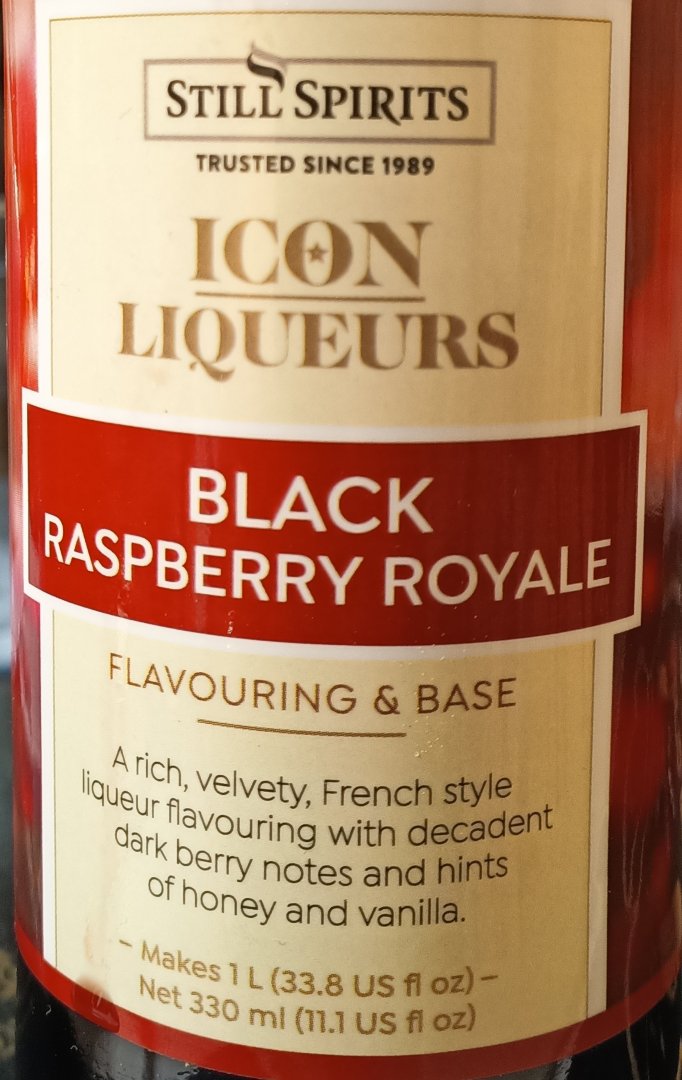 STILL SPIRITS
TRUSTED SINCE 1989
ICON
LIQUEURS
BLACK
RASPBERRY ROYALE
FLAVOURING & BASE
A rich, velvety, French style
liqueur flavouring with decadent
dark berry notes and hints
of honey and vanilla.
– Makes 1 L (33.8 US fl oz) –
Net 330 ml (11.1 US fl oz)